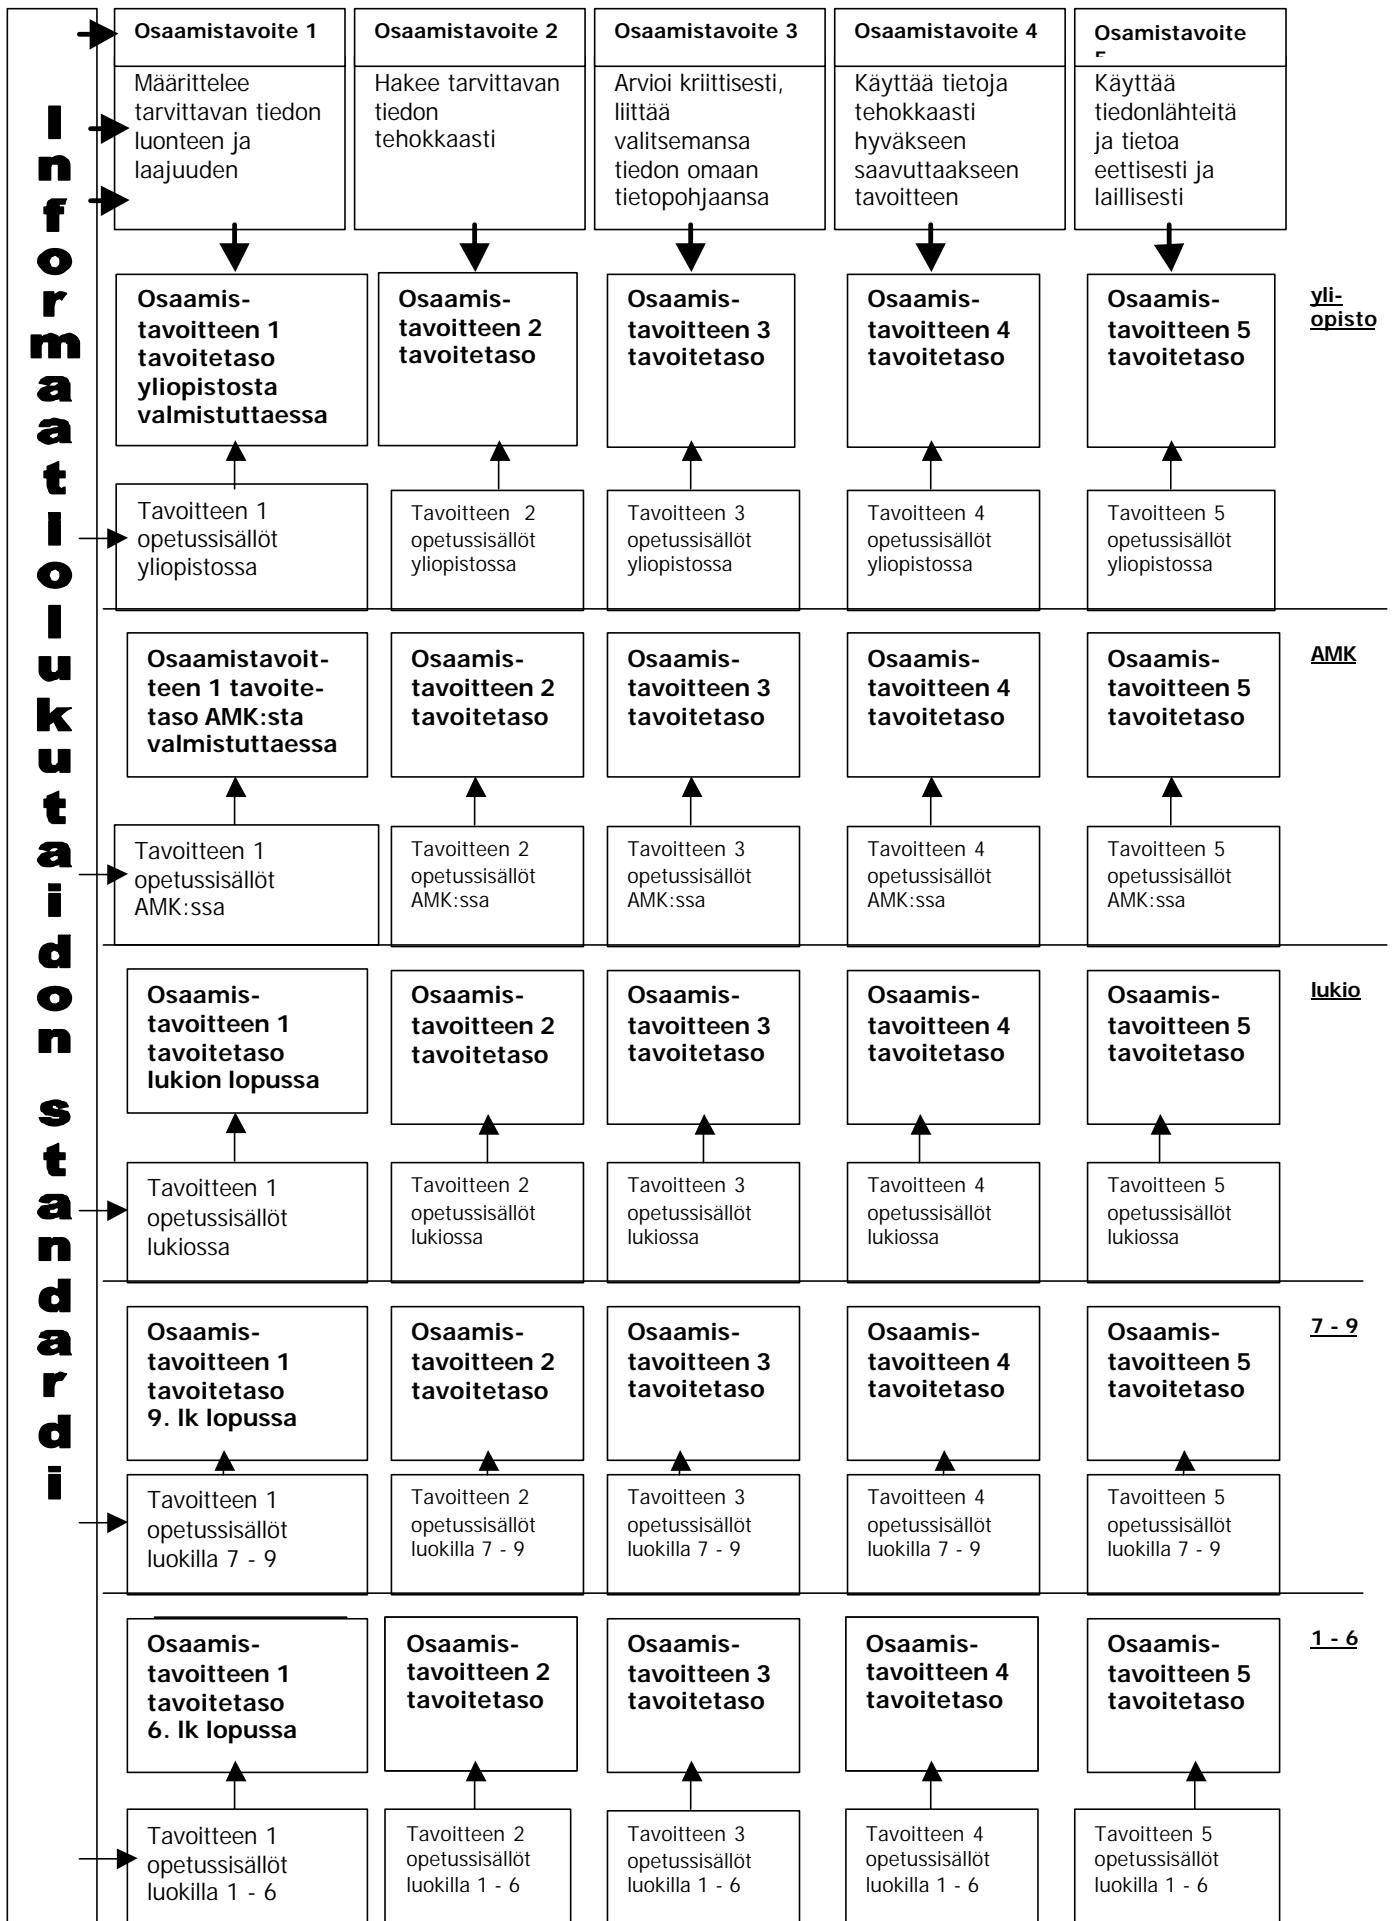 Informaatiolukutaidon standardi
Osaamistavoite 1
Määrittelee
tarvittavan tiedon
luonteen ja
laajuuden
Osaamistavoite 2
Hakee tarvittavan
tiedon
tehokkaasti
Osaamistavoite 3
Arvioi kriittisesti,
liittää
valitsemansa
tiedon omaan
tietopohjaansa
Osaamistavoite 4
Käyttää tietoja
tehokkaasti
hyväkseen
saavuttaakseen
tavoitteen
Osamistavoite
Käyttää
tiedonlähteitä
ja tietoa
eettisesti ja
laillisesti
Osaamis-
tavoitteen 1
tavoitetaso
yliopistosta
valmistuttaessa
Osaamis-
tavoitteen 2
tavoitetaso
Osaamis-
tavoitteen 3
tavoitetaso
Osaamis-
tavoitteen 4
tavoitetaso
Osaamis-
tavoitteen 5
tavoitetaso
yli-
opisto
Tavoitteen 1
opetussisällöt
yliopistossa
Tavoitteen 2
opetussisällöt
yliopistossa
Tavoitteen 3
opetussisällöt
yliopistossa
Tavoitteen 4
opetussisällöt
yliopistossa
Tavoitteen 5
opetussisällöt
yliopistossa
Osaamistavoit-
teen 1 tavoite-
taso AMK:sta
valmistuttaessa
Osaamis-
tavoitteen 2
tavoitetaso
Osaamis-
tavoitteen 3
tavoitetaso
Osaamis-
tavoitteen 4
tavoitetaso
Osaamis-
tavoitteen 5
tavoitetaso
AMK
Tavoitteen 1
opetussisällöt
AMK:ssa
Tavoitteen 2
opetussisällöt
AMK:ssa
Tavoitteen 3
opetussisällöt
AMK:ssa
Tavoitteen 4
opetussisällöt
AMK:ssa
Tavoitteen 5
opetussisällöt
AMK:ssa
Osaamis-
tavoitteen 1
tavoitetaso
lukion lopussa
Osaamis-
tavoitteen 2
tavoitetaso
Osaamis-
tavoitteen 3
tavoitetaso
Osaamis-
tavoitteen 4
tavoitetaso
Osaamis-
tavoitteen 5
tavoitetaso
lukio
Tavoitteen 1
opetussisällöt
lukiossa
Tavoitteen 2
opetussisällöt
lukiossa
Tavoitteen 3
opetussisällöt
lukiossa
Tavoitteen 4
opetussisällöt
lukiossa
Tavoitteen 5
opetussisällöt
lukiossa
Osaamis-
tavoitteen 1
tavoitetaso
9. lk lopussa
Osaamis-
tavoitteen 2
tavoitetaso
Osaamis-
tavoitteen 3
tavoitetaso
Osaamis-
tavoitteen 4
tavoitetaso
Osaamis-
tavoitteen 5
tavoitetaso
7 - 9
Tavoitteen 1
opetussisällöt
luokilla 7 - 9
Tavoitteen 2
opetussisällöt
luokilla 7 - 9
Tavoitteen 3
opetussisällöt
luokilla 7 - 9
Tavoitteen 4
opetussisällöt
luokilla 7 - 9
Tavoitteen 5
opetussisällöt
luokilla 7 - 9
Osaamis-
tavoitteen 1
tavoitetaso
6. lk lopussa
Osaamis-
tavoitteen 2
tavoitetaso
Osaamis-
tavoitteen 3
tavoitetaso
Osaamis-
tavoitteen 4
tavoitetaso
Osaamis-
tavoitteen 5
tavoitetaso
1 - 6
Tavoitteen 1
opetussisällöt
luokilla 1 - 6
Tavoitteen 2
opetussisällöt
luokilla 1 - 6
Tavoitteen 3
opetussisällöt
luokilla 1 - 6
Tavoitteen 4
opetussisällöt
luokilla 1 - 6
Tavoitteen 5
opetussisällöt
luokilla 1 - 6